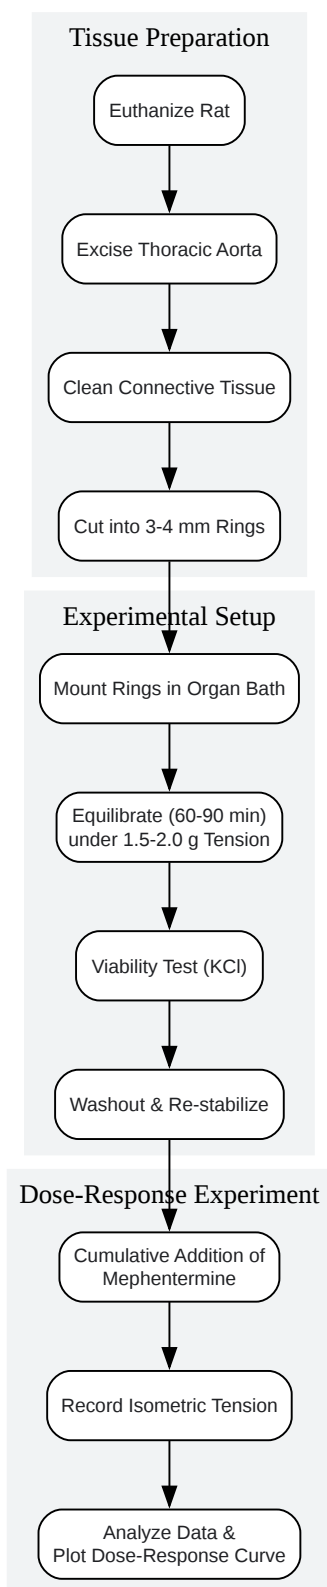 Tissue Preparation
Euthanize Rat
Excise Thoracic Aorta
Clean Connective Tissue
Cut into 3-4 mm Rings
Experimental Setup
Mount Rings in Organ Bath
Equilibrate (60-90 min)
under 1.5-2.0 g Tension
Viability Test (KCl)
Washout & Re-stabilize
Dose-Response Experiment
Cumulative Addition of
Mephentermine
Record Isometric Tension
Analyze Data &
Plot Dose-Response Curve